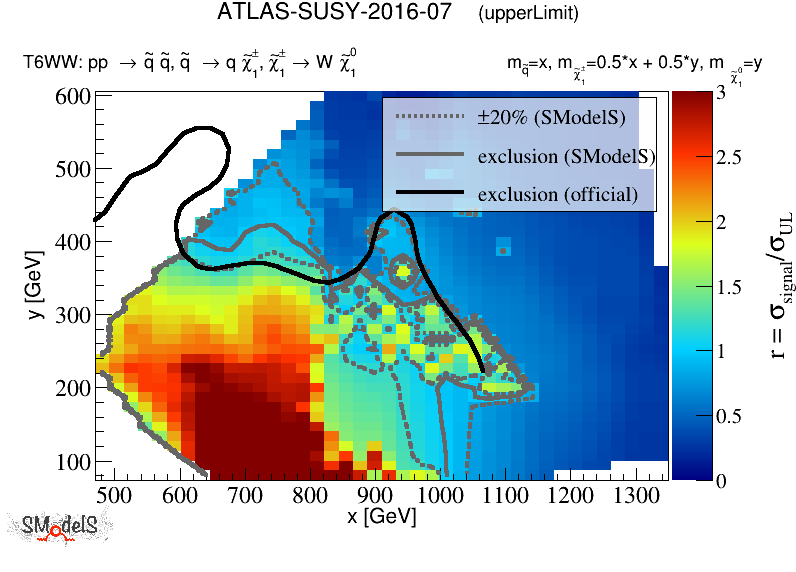 ATLAS-SUSY-2016-07 (upperLimit)
T6WW: pp → q̃ q̃, q̃ → q χ̃₁^±, χ̃₁^± → W χ̃₁⁰
m_q̃=x, m_χ̃₁^±=0.5*x + 0.5*y, m_χ̃₁⁰=y
±20% (SModelS)
exclusion (SModelS)
exclusion (official)
600
500
400
300
200
100
y [GeV]
500 600 700 800 900 1000 1100 1200 1300
x [GeV]
3
2.5
2
1.5
1
0.5
0
r = σ_signal/σ_UL
SModelS